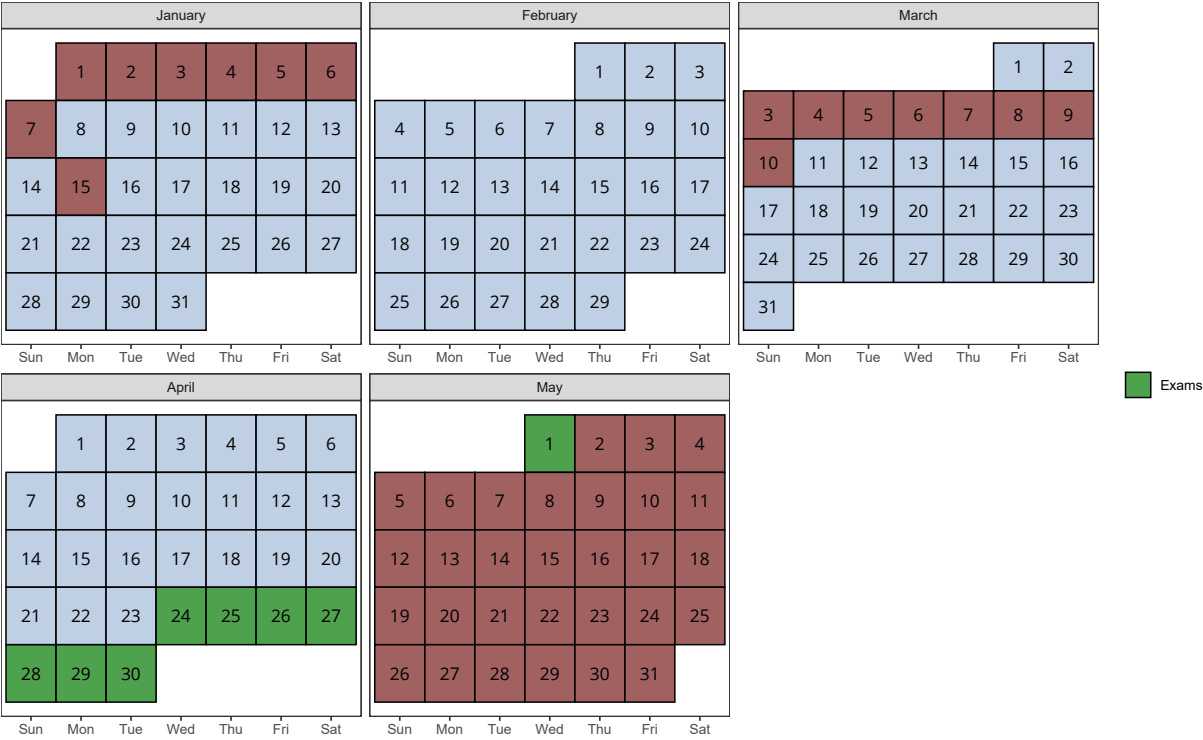 January February March
1 2 3 4 5 6
7 8 9 10 11 12 13
14 15 16 17 18 19 20
21 22 23 24 25 26 27
28 29 30 31
Sun Mon Tue Wed Thu Fri Sat
1 2 3
4 5 6 7 8 9 10
11 12 13 14 15 16 17
18 19 20 21 22 23 24
25 26 27 28 29
Sun Mon Tue Wed Thu Fri Sat
1 2
3 4 5 6 7 8 9
10 11 12 13 14 15 16
17 18 19 20 21 22 23
24 25 26 27 28 29 30
31
Sun Mon Tue Wed Thu Fri Sat
April May
1 2 3 4 5 6
7 8 9 10 11 12 13
14 15 16 17 18 19 20
21 22 23 24 25 26 27
28 29 30
Sun Mon Tue Wed Thu Fri Sat
1 2 3 4
5 6 7 8 9 10 11
12 13 14 15 16 17 18
19 20 21 22 23 24 25
26 27 28 29 30 31
Sun Mon Tue Wed Thu Fri Sat
Exams